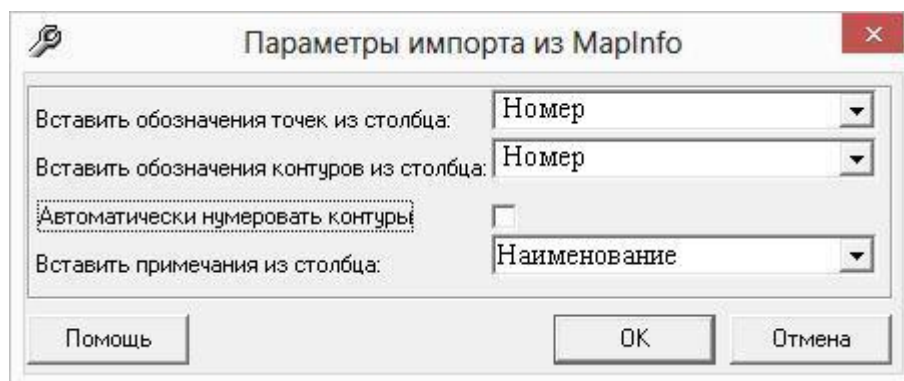 Параметры импорта из MapInfo
Вставить обозначения точек из столбца: Номер
Вставить обозначения контуров из столбца: Номер
Автоматически нумеровать контуры
Вставить примечания из столбца: Наименование
Помощь OK Отмена